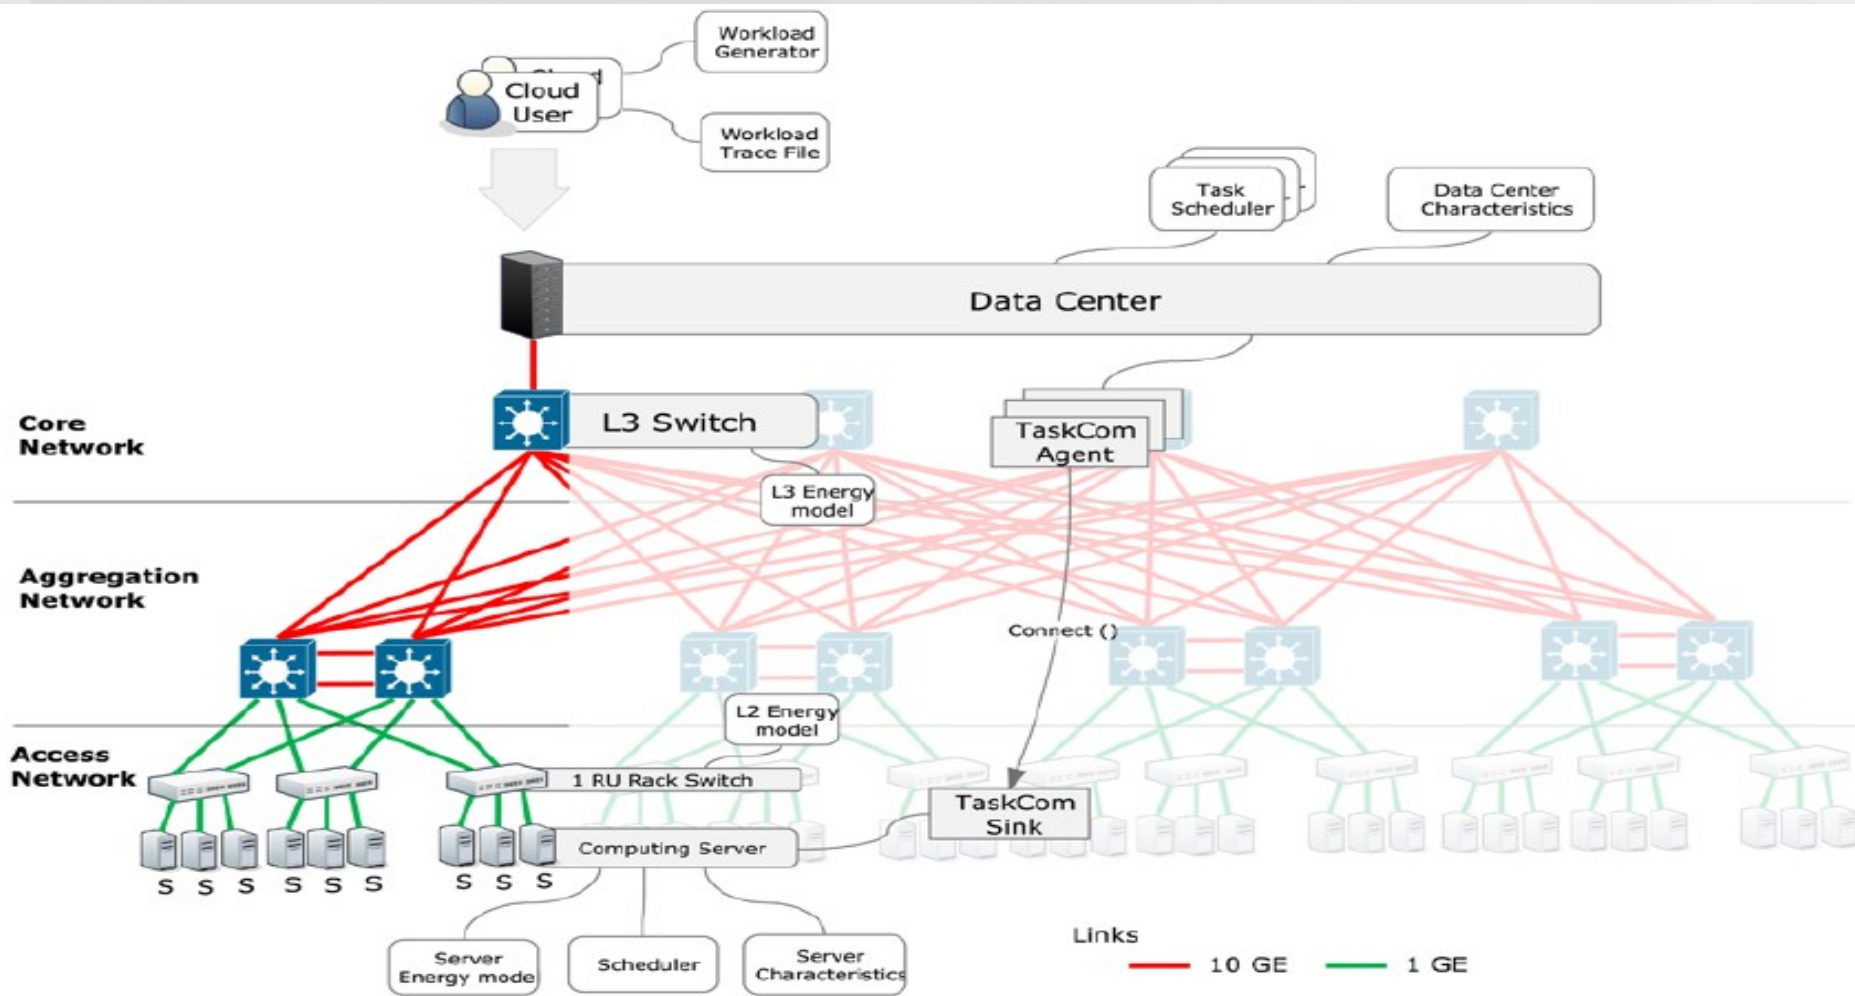 Workload
Generator
Cloud
User
Workload
Trace File
Task
Scheduler
Data Center
Characteristics
Data Center
Core
Network
L3 Switch
TaskCom
Agent
L3 Energy
model
Aggregation
Network
Connect ()
L2 Energy
model
Access
Network
1 RU Rack Switch
TaskCom
Sink
Computing Server
S S S S S S S S S
Server
Energy mode
Scheduler
Server
Characteristics
Links
10 GE
1 GE